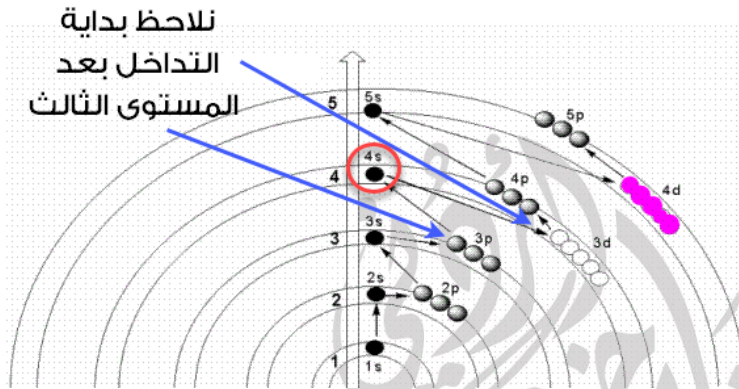 نلاحظ بداية
التداخل بعد
المستوى الثالث
5 5s 5p
4 4s 4p 4d
3 3s 3p 3d
2 2s 2p
1 1s